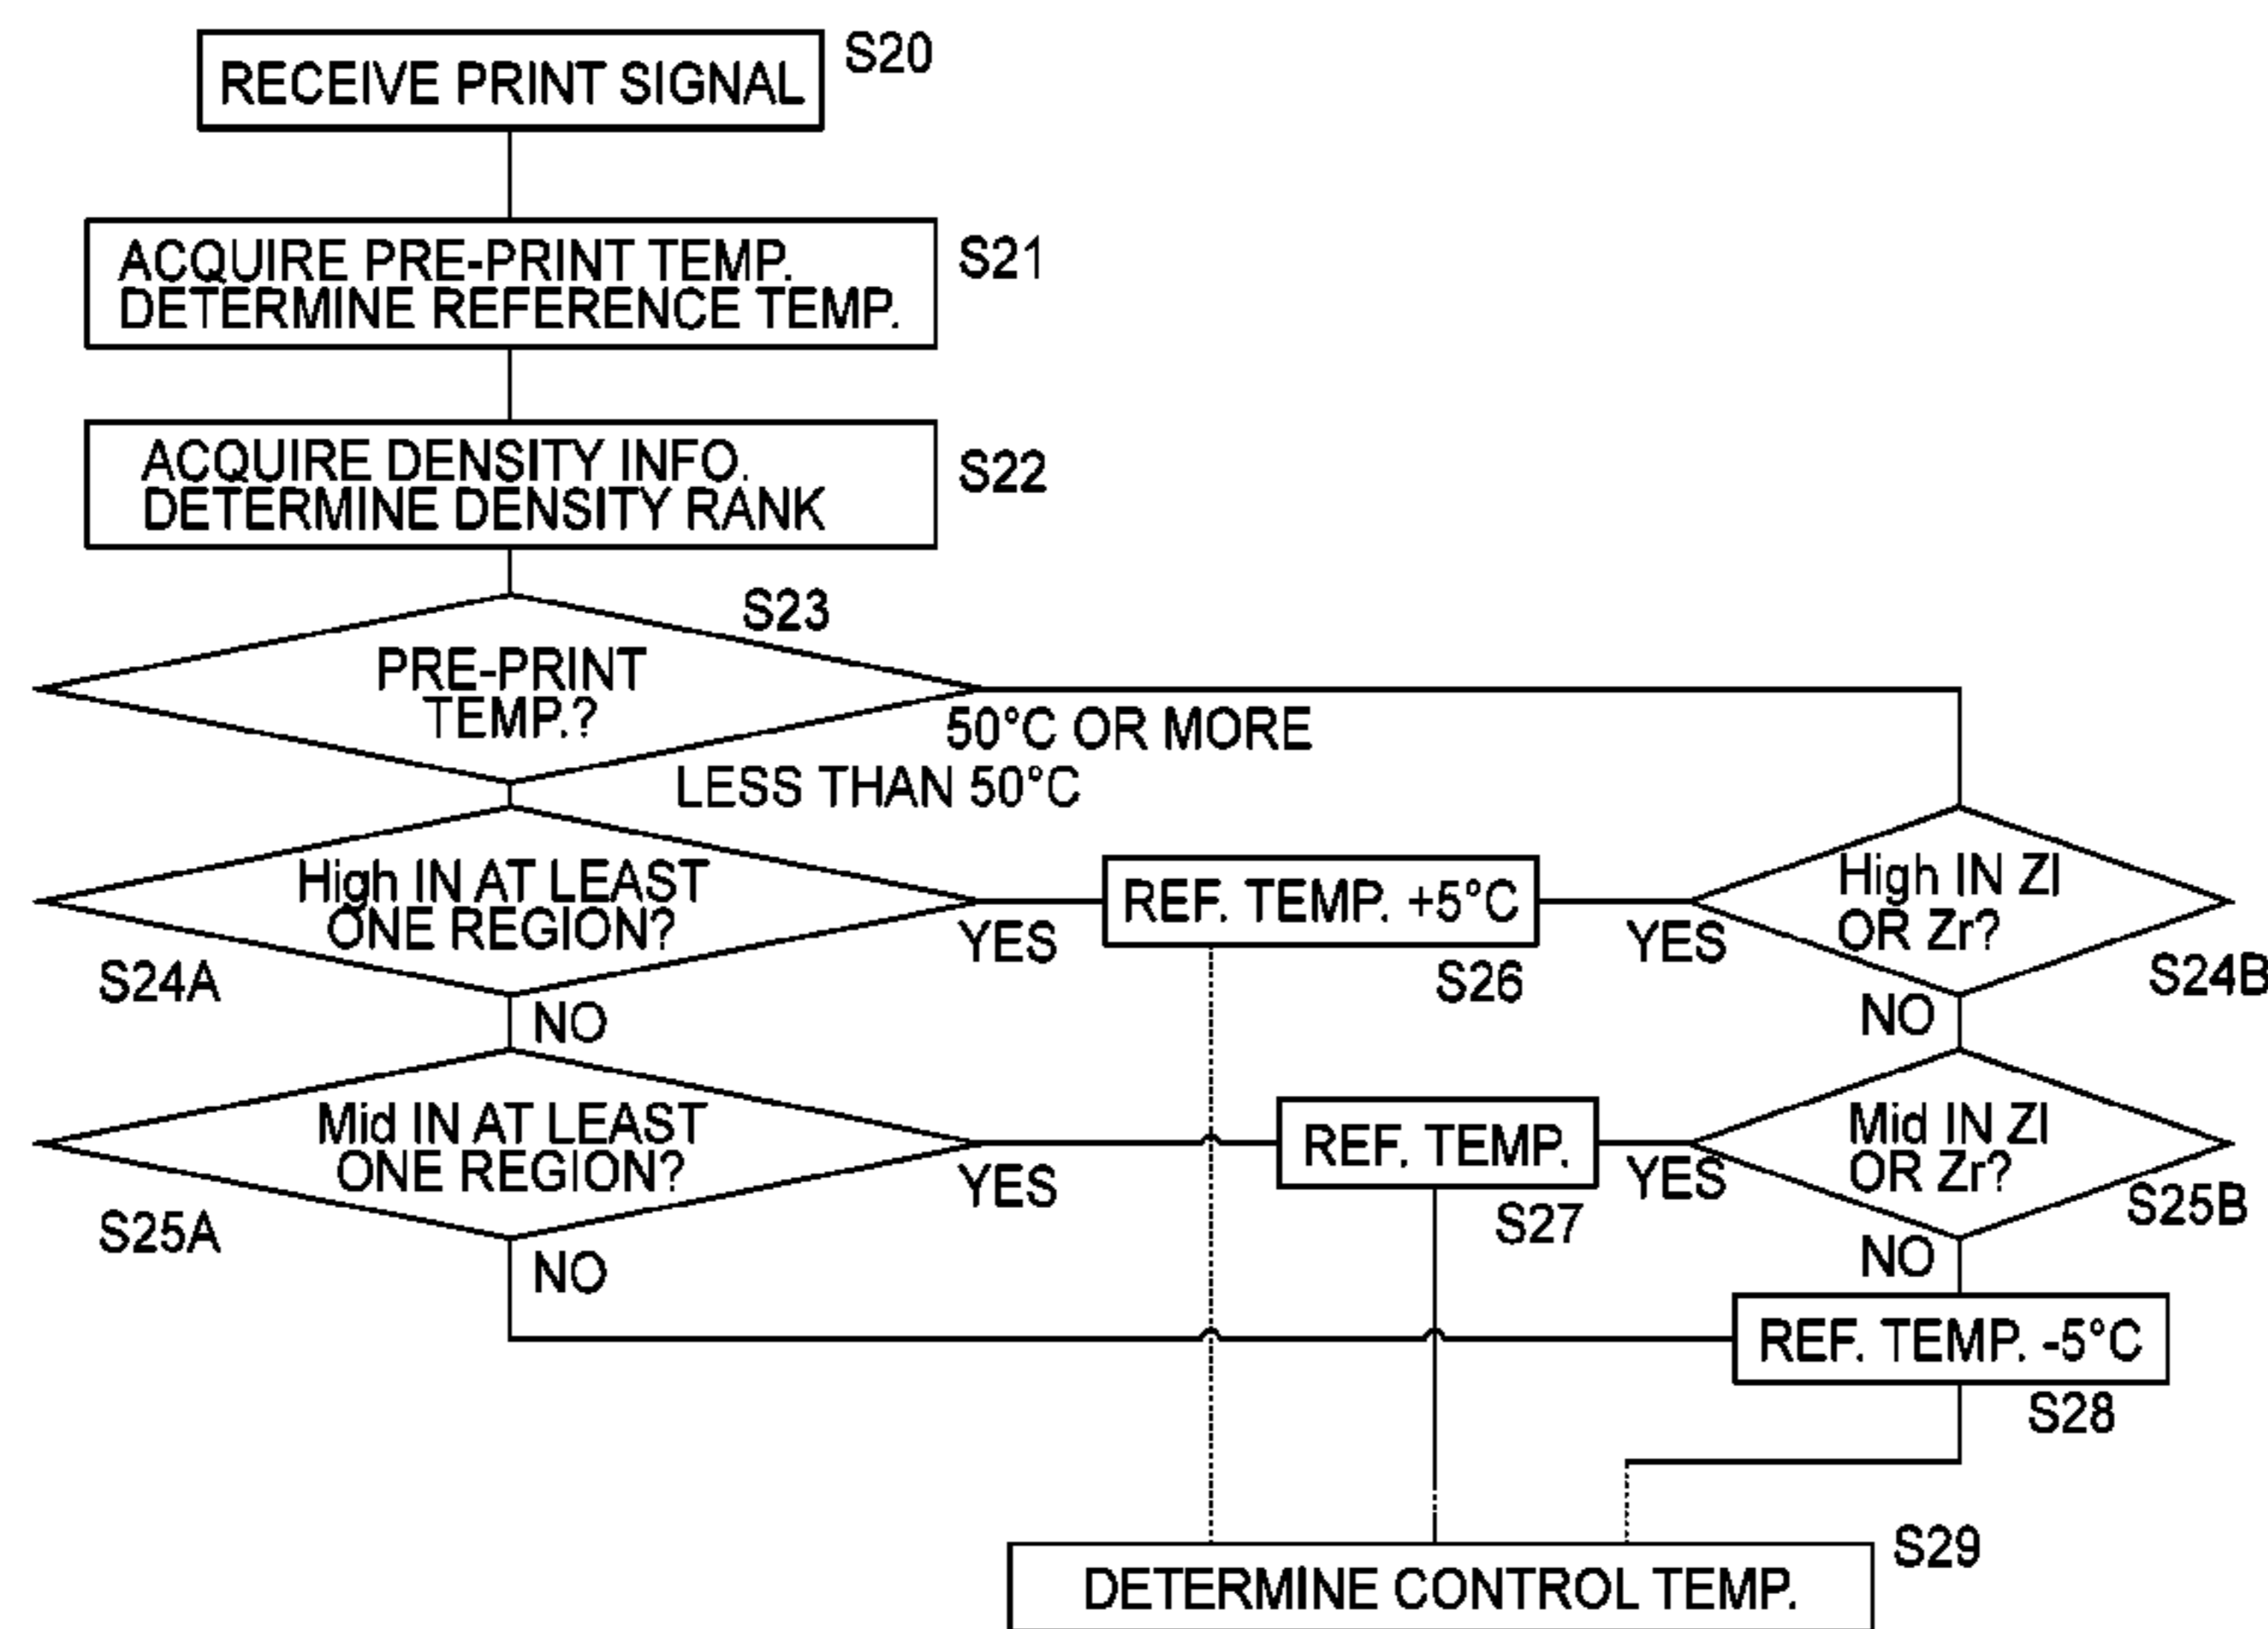 RECEIVE PRINT SIGNAL
S20
ACQUIRE PRE-PRINT TEMP.
DETERMINE REFERENCE TEMP.
S21
ACQUIRE DENSITY INFO.
DETERMINE DENSITY RANK
S22
S23
PRE-PRINT
TEMP.?
50°C OR MORE
LESS THAN 50°C
High IN AT LEAST
ONE REGION?
YES
S24A
NO
REF. TEMP. +5°C
S26
High IN Zl
OR Zr?
YES
S24B
NO
Mid IN AT LEAST
ONE REGION?
YES
S25A
NO
REF. TEMP.
S27
Mid IN Zl
OR Zr?
YES
S25B
NO
REF. TEMP. -5°C
S28
DETERMINE CONTROL TEMP.
S29